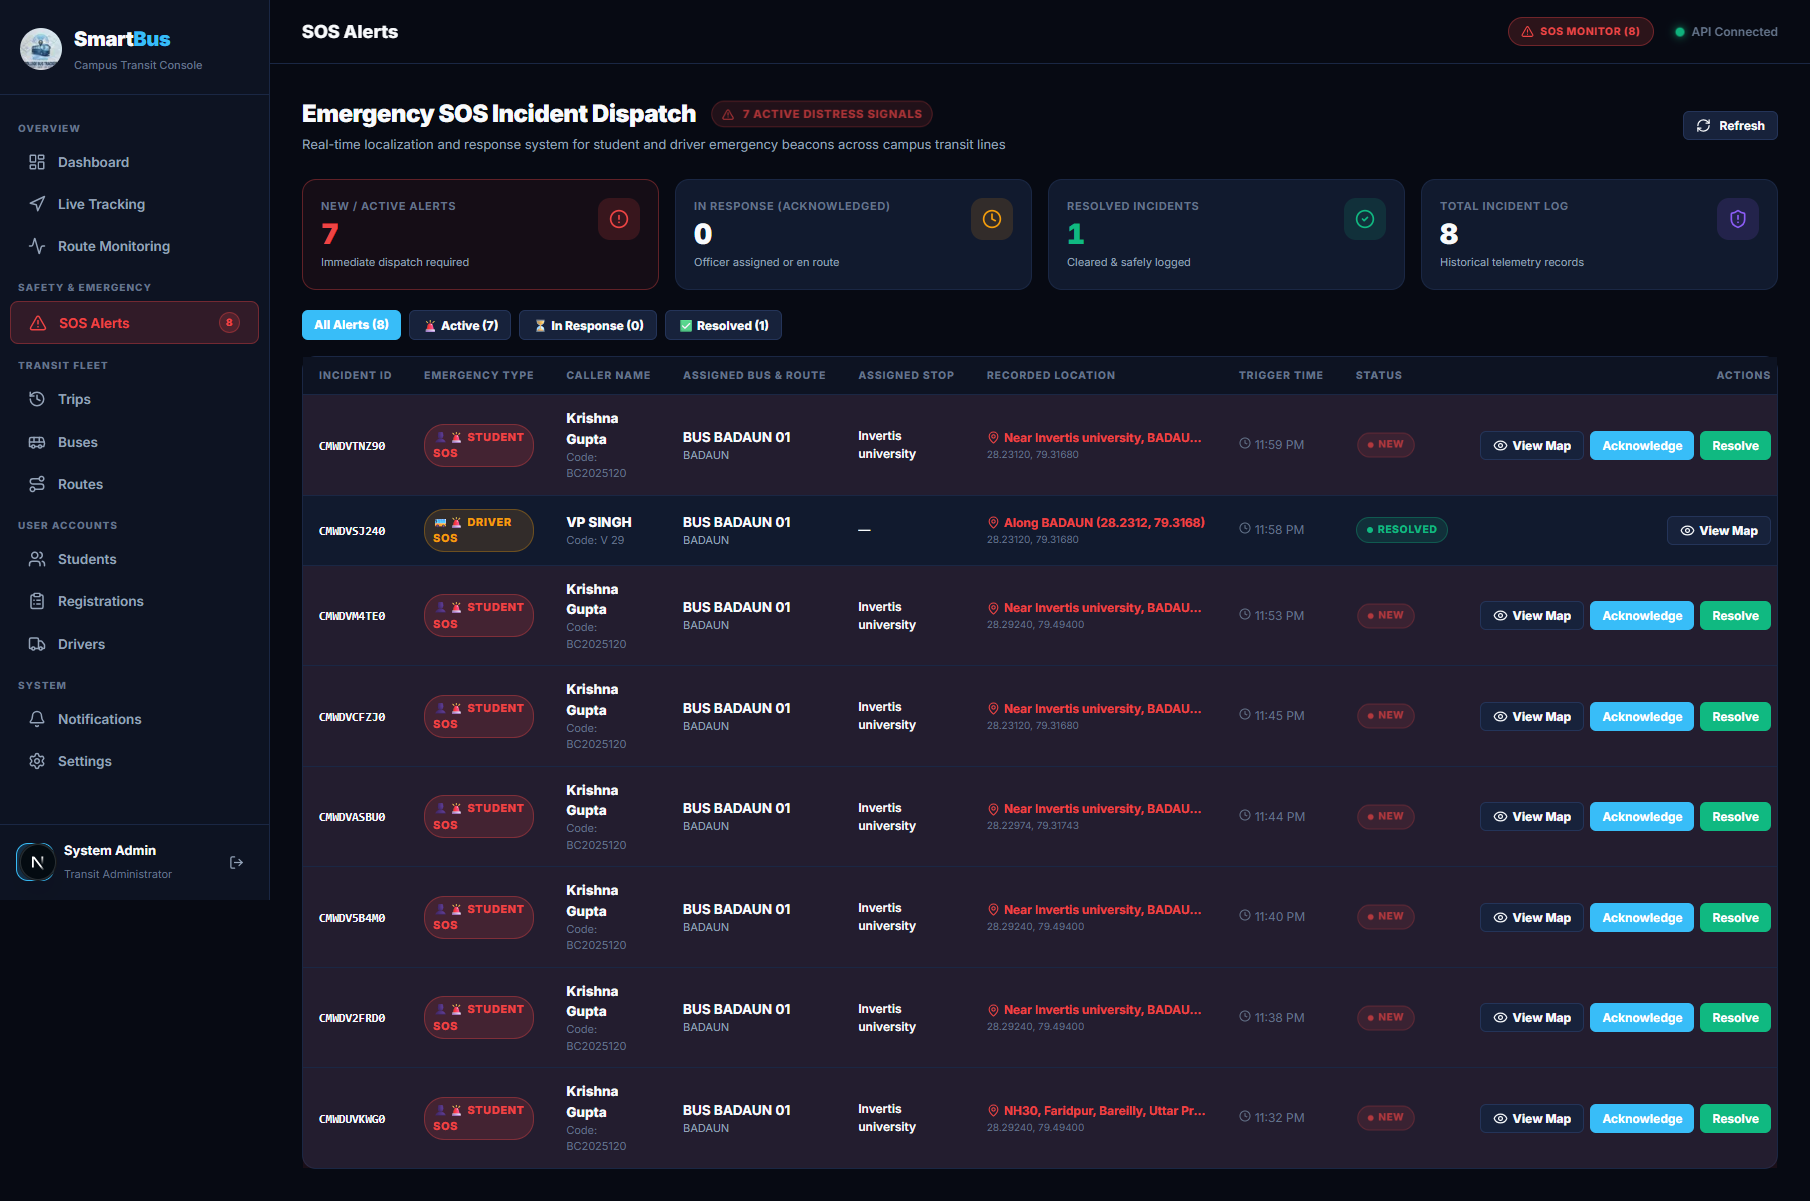 SmartBus
Campus Transit Console
OVERVIEW
Dashboard
Live Tracking
Route Monitoring
SAFETY & EMERGENCY
SOS Alerts 8
TRANSIT FLEET
Trips
Buses
Routes
USER ACCOUNTS
Students
Registrations
Drivers
SYSTEM
Notifications
Settings
N
System Admin
Transit Administrator
SOS Alerts
SOS MONITOR (8)
API Connected
Emergency SOS Incident Dispatch
7 ACTIVE DISTRESS SIGNALS
Real-time localization and response system for student and driver emergency beacons across campus transit lines
Refresh
NEW / ACTIVE ALERTS
7
Immediate dispatch required
IN RESPONSE (ACKNOWLEDGED)
0
Officer assigned or en route
RESOLVED INCIDENTS
1
Cleared & safely logged
TOTAL INCIDENT LOG
8
Historical telemetry records
All Alerts (8)
Active (7)
In Response (0)
Resolved (1)
INCIDENT ID EMERGENCY TYPE CALLER NAME ASSIGNED BUS & ROUTE ASSIGNED STOP RECORDED LOCATION TRIGGER TIME STATUS ACTIONS
CMWDVTNZ90
STUDENT
SOS
Krishna
Gupta
Code:
BC2025120
BUS BADAUN 01
BADAUN
Invertis
university
Near Invertis university, BADAU...
28.23120, 79.31680
11:59 PM
NEW
View Map
Acknowledge
Resolve
CMWDVSJ240
DRIVER
SOS
VP SINGH
Code: V 29
BUS BADAUN 01
BADAUN
—
Along BADAUN (28.2312, 79.3168)
28.23120, 79.31680
11:58 PM
RESOLVED
View Map
CMWDVM4TE0
STUDENT
SOS
Krishna
Gupta
Code:
BC2025120
BUS BADAUN 01
BADAUN
Invertis
university
Near Invertis university, BADAU...
28.29240, 79.49400
11:53 PM
NEW
View Map
Acknowledge
Resolve
CMWDVCFZJ0
STUDENT
SOS
Krishna
Gupta
Code:
BC2025120
BUS BADAUN 01
BADAUN
Invertis
university
Near Invertis university, BADAU...
28.23120, 79.31680
11:45 PM
NEW
View Map
Acknowledge
Resolve
CMWDVASBU0
STUDENT
SOS
Krishna
Gupta
Code:
BC2025120
BUS BADAUN 01
BADAUN
Invertis
university
Near Invertis university, BADAU...
28.22974, 79.31743
11:44 PM
NEW
View Map
Acknowledge
Resolve
CMWDV5B4M0
STUDENT
SOS
Krishna
Gupta
Code:
BC2025120
BUS BADAUN 01
BADAUN
Invertis
university
Near Invertis university, BADAU...
28.29240, 79.49400
11:40 PM
NEW
View Map
Acknowledge
Resolve
CMWDV2FRD0
STUDENT
SOS
Krishna
Gupta
Code:
BC2025120
BUS BADAUN 01
BADAUN
Invertis
university
Near Invertis university, BADAU...
28.29240, 79.49400
11:38 PM
NEW
View Map
Acknowledge
Resolve
CMWDUVKWG0
STUDENT
SOS
Krishna
Gupta
Code:
BC2025120
BUS BADAUN 01
BADAUN
Invertis
university
NH30, Faridpur, Bareilly, Uttar Pr...
28.29240, 79.49400
11:32 PM
NEW
View Map
Acknowledge
Resolve